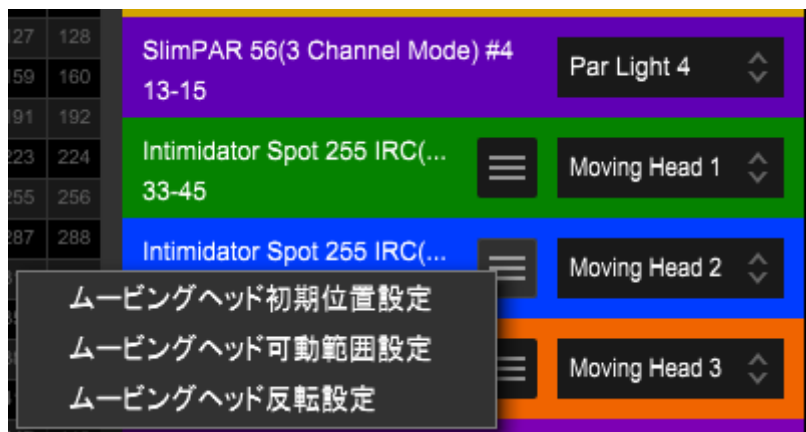 127 128
SlimPAR 56(3 Channel Mode) #4
Par Light 4
159 160
13-15
191 192
223 224
Intimidator Spot 255 IRC(...
Moving Head 1
255 256
33-45
287 288
Intimidator Spot 255 IRC(...
Moving Head 2
ムービングヘッド初期位置設定
ムービングヘッド可動範囲設定
Moving Head 3
ムービングヘッド反転設定